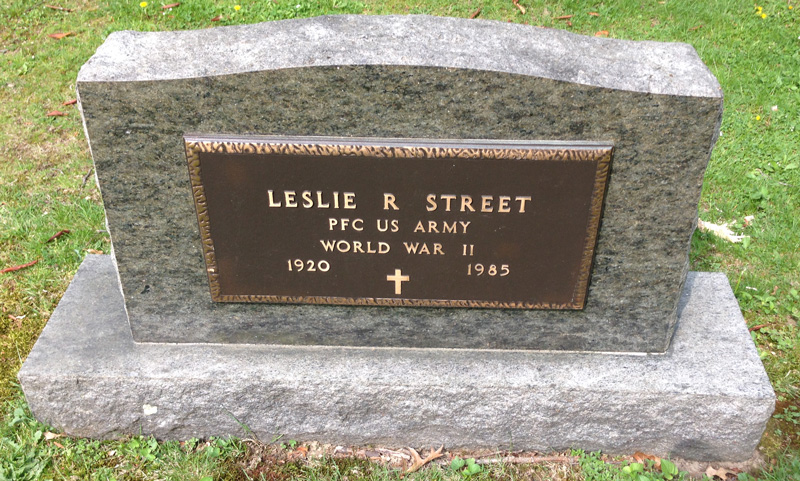 LESLIE R STREET
PFC US ARMY
WORLD WAR II
1920 1985